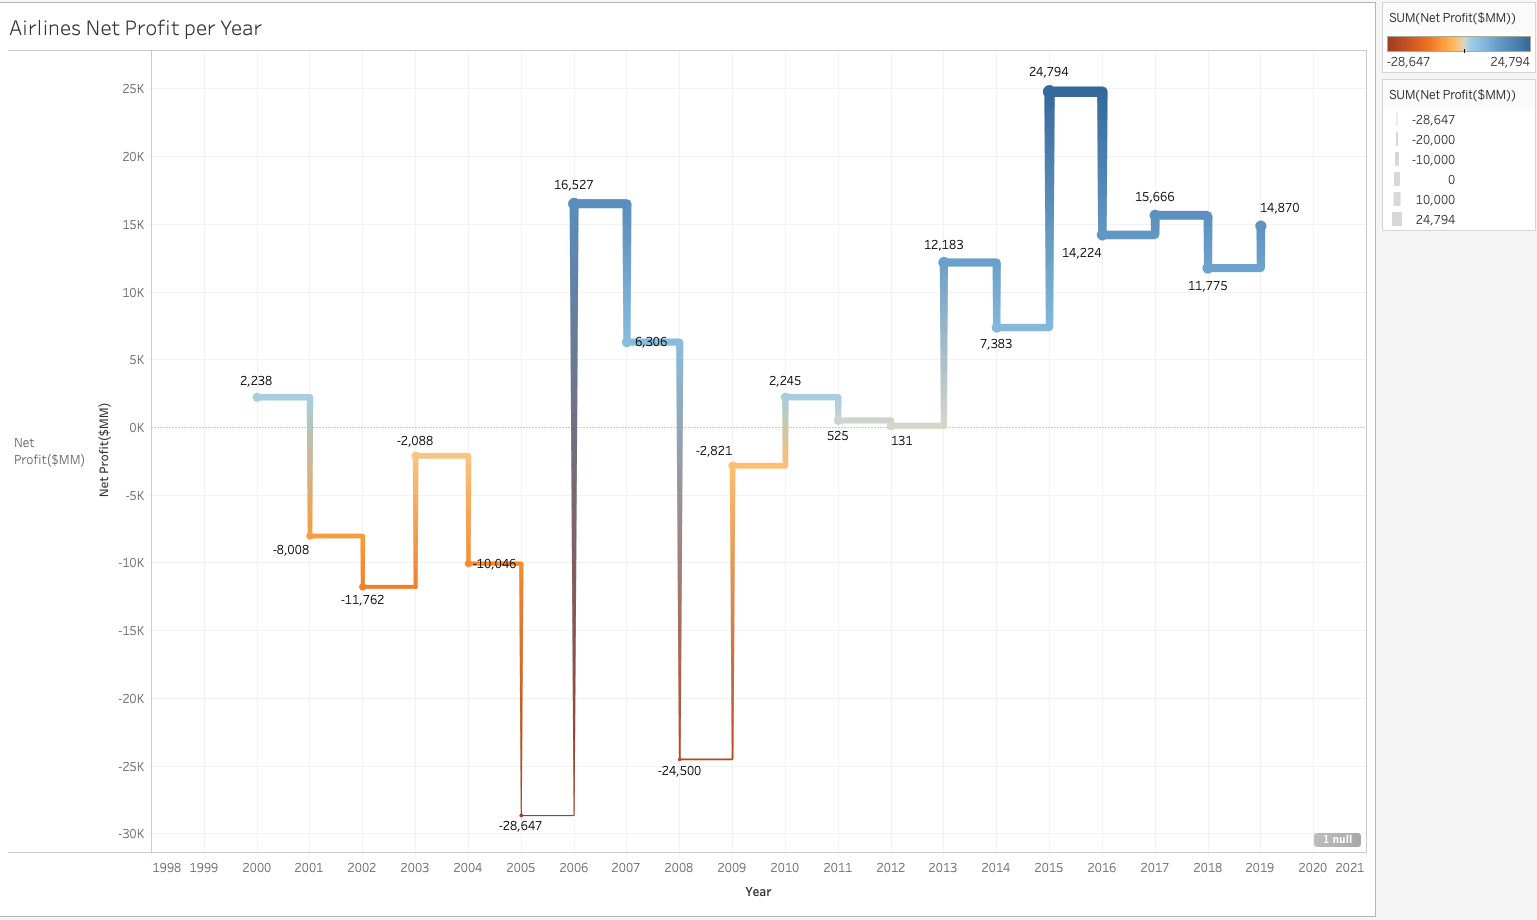 Airlines Net Profit per Year
SUM(Net Profit($MM))
-28,647 24,794
SUM(Net Profit($MM))
-28,647
-20,000
-10,000
0
10,000
24,794
Net
Profit($MM)
Net Profit($MM)
25K
20K
15K
10K
5K
0K
-5K
-10K
-15K
-20K
-25K
-30K
2,238
-8,008
-11,762
-2,088
-10,046
-28,647
16,527
6,306
-24,500
-2,821
2,245
525
131
12,183
7,383
24,794
14,224
15,666
11,775
14,870
1 null
1998 1999 2000 2001 2002 2003 2004 2005 2006 2007 2008 2009 2010 2011 2012 2013 2014 2015 2016 2017 2018 2019 2020 2021
Year